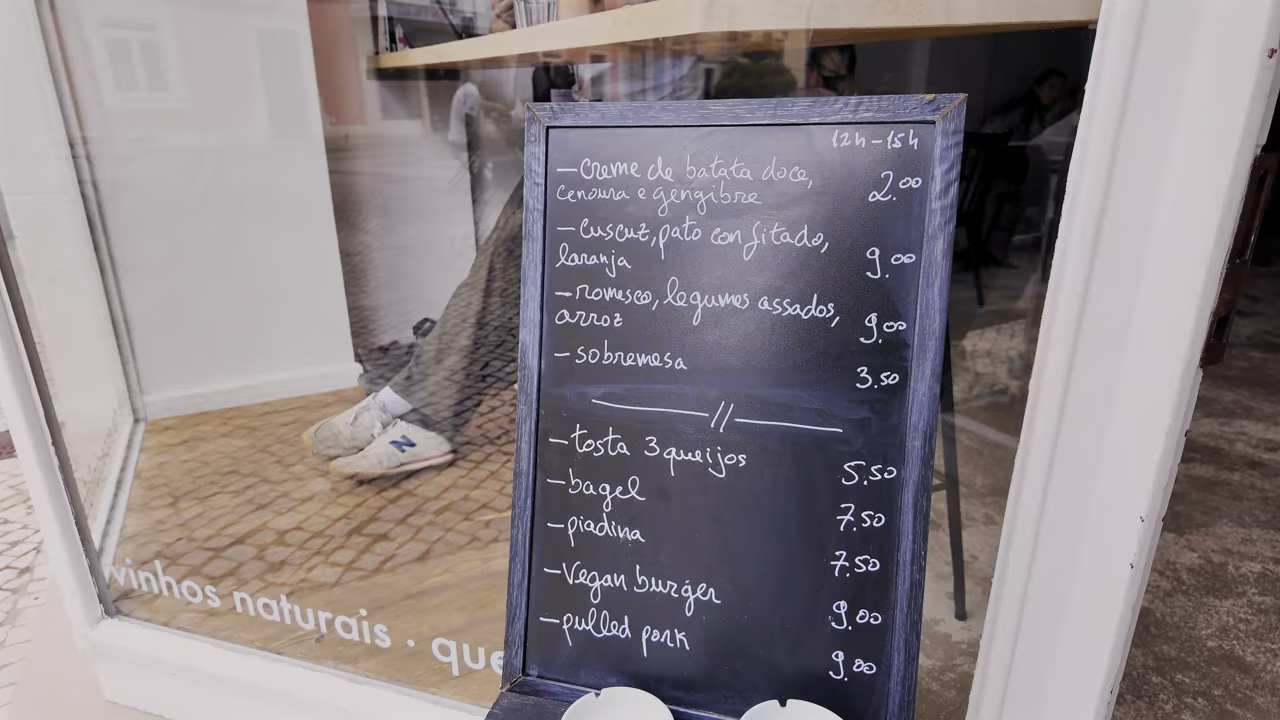 12h-15h
-creme de batata doce,
cenoura e gengibre 2.00
-cuscuz, pato confitado,
laranja 9.00
-romesco, legumes assados,
arroz 9.00
-sobremesa 3.50
-tosta 3 queijos 5.50
-bagel 7.50
-piadina 7.50
-Vegan burger 9.00
-pulled pork 9.00
vinhos naturais · que
N